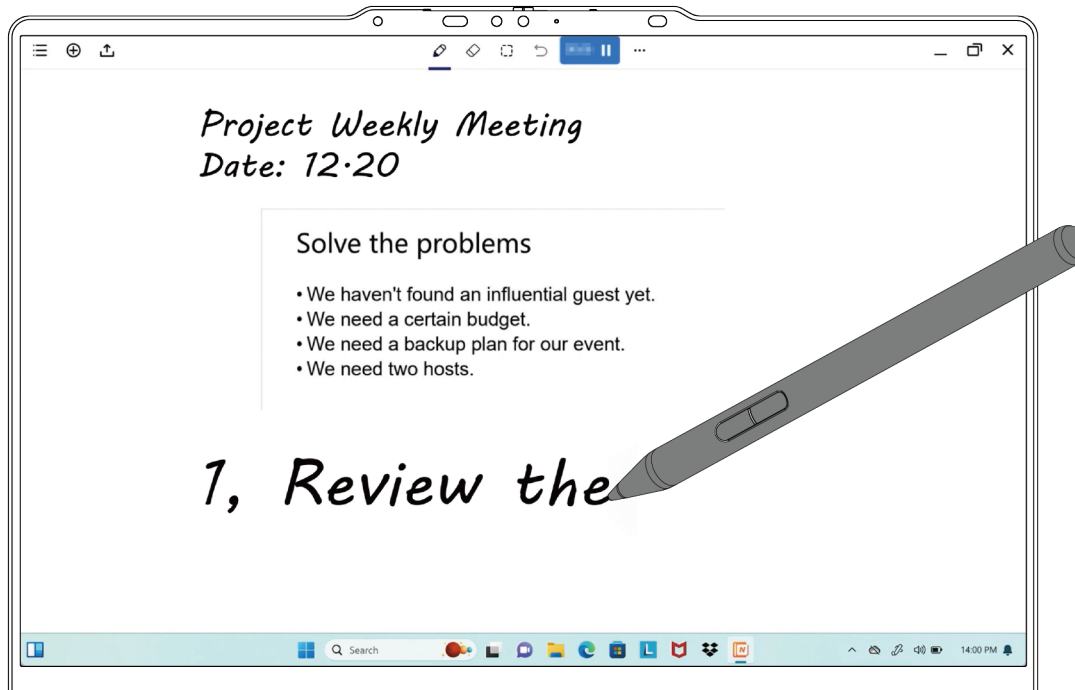 Project Weekly Meeting
Date: 12·20
Solve the problems
• We haven't found an influential guest yet.
• We need a certain budget.
• We need a backup plan for our event.
• We need two hosts.
1, Review the
Search
L
N
14:00 PM